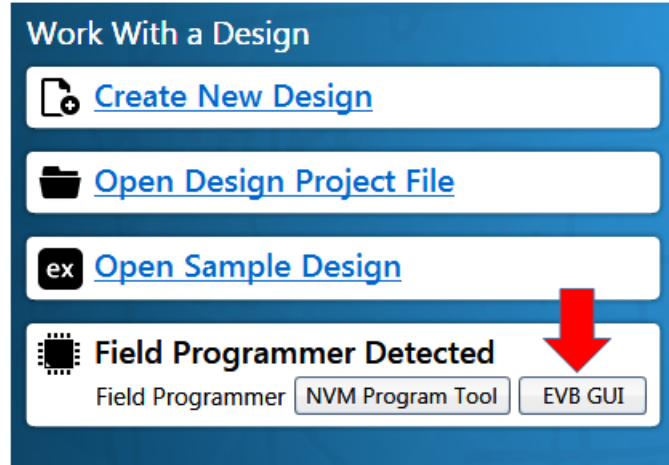 Work With a Design
Create New Design
Open Design Project File
ex Open Sample Design
Field Programmer Detected
Field Programmer NVM Program Tool EVB GUI